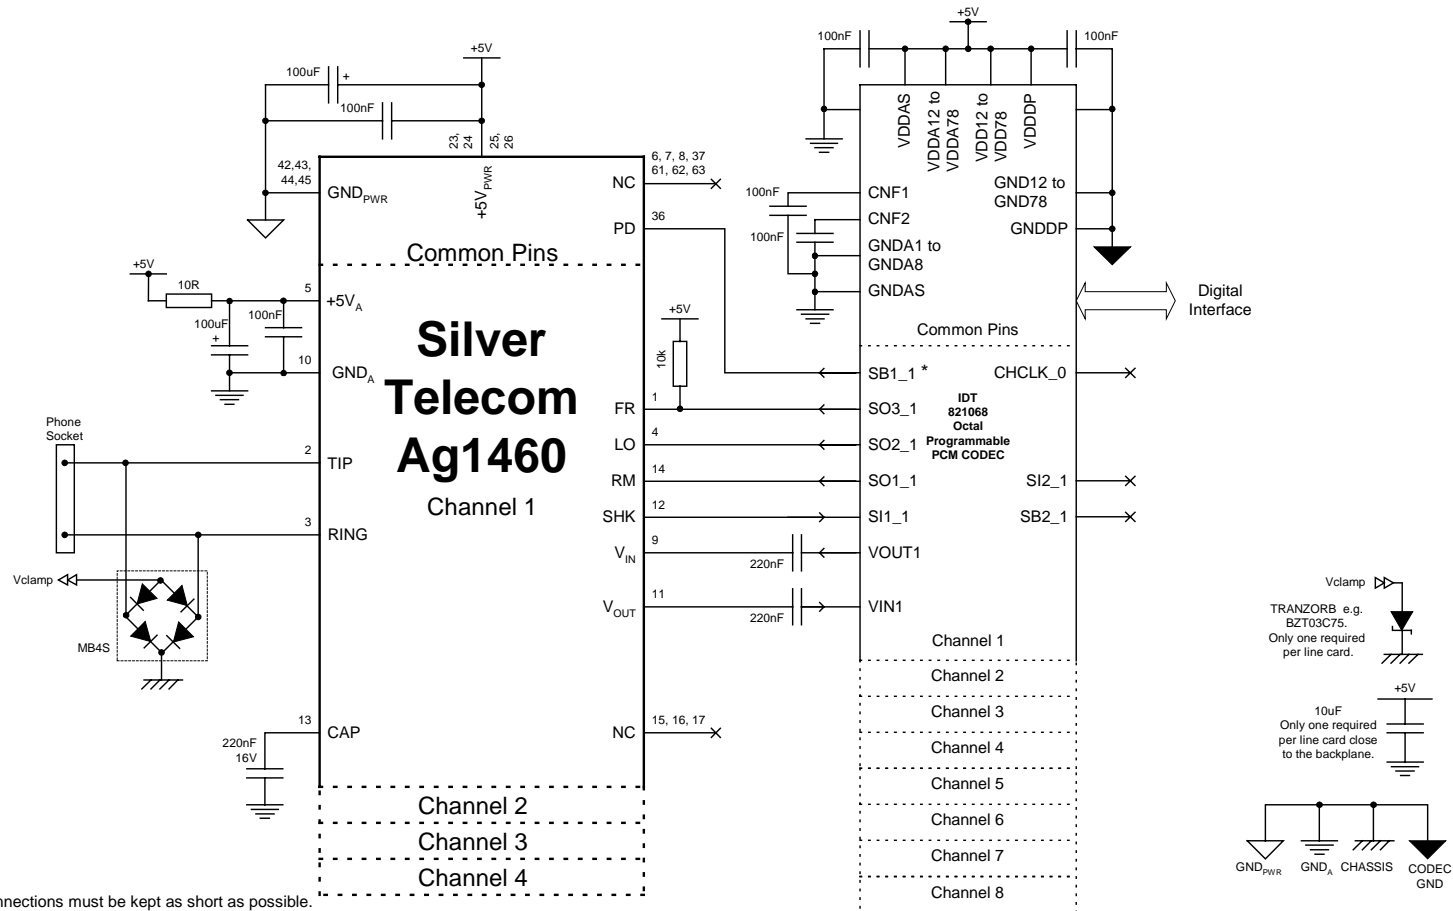 +5V
100uF
+
100nF
23,
24
25,
26
42,43,
44,45
GNDPWR
+5VPWR
6, 7, 8, 37
61, 62, 63
NC
36
PD
Common Pins
+5V
10R
5
+5VA
100uF
+
100nF
10
GNDA
Silver
Telecom
Ag1460
Channel 1
+5V
10k
1
FR
4
LO
14
RM
12
SHK
9
VIN
11
VOUT
220nF
220nF
Phone
Socket
2
TIP
3
RING
Vclamp
MB4S
13
CAP
220nF
16V
NC
15, 16, 17
Channel 2
Channel 3
Channel 4
+5V
100nF
100nF
VDDAS
VDDA12 to
VDDA78
VDD12 to
VDD78
VDDDP
100nF
CNF1
CNF2
100nF
GNDA1 to
GNDA8
GNDAS
GND12 to
GND78
GNDDP
Digital
Interface
Common Pins
SB1_1 *
CHCLK_0
SO3_1
IDT
821068
Octal
Programmable
PCM CODEC
SO2_1
SO1_1
SI2_1
SI1_1
SB2_1
VOUT1
VIN1
Channel 1
Channel 2
Channel 3
Channel 4
Channel 5
Channel 6
Channel 7
Channel 8
Vclamp
TRANZORB e.g.
BZT03C75.
Only one required
per line card.
+5V
10uF
Only one required
per line card close
to the backplane.
GNDPWR
GNDA
CHASSIS
CODEC
GND
connections must be kept as short as possible.